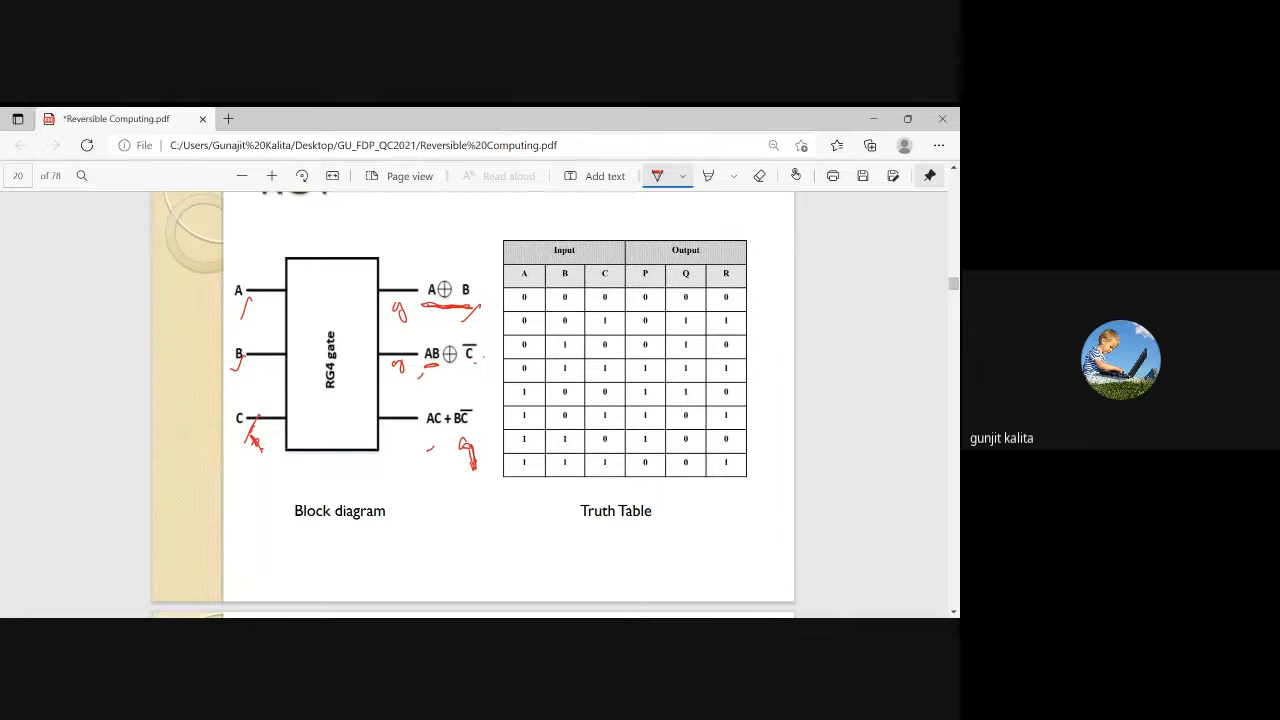 *Reversible Computing.pdf
File C:/Users/Gunajit%20Kalita/Desktop/GU_FDP_QC2021/Reversible%20Computing.pdf
20 of 78 Page view Read aloud Add text
Input Output
A B C P Q R
0 0 0 0 0 0
0 0 1 0 1 1
0 1 0 0 1 0
0 1 1 1 1 1
1 0 0 1 1 0
1 0 1 1 0 1
1 1 0 1 0 0
1 1 1 0 0 1
A A ⊕ B
B AB ⊕ C̅
C AC + BC̅
RG4 gate
Block diagram
Truth Table
gunjit kalita